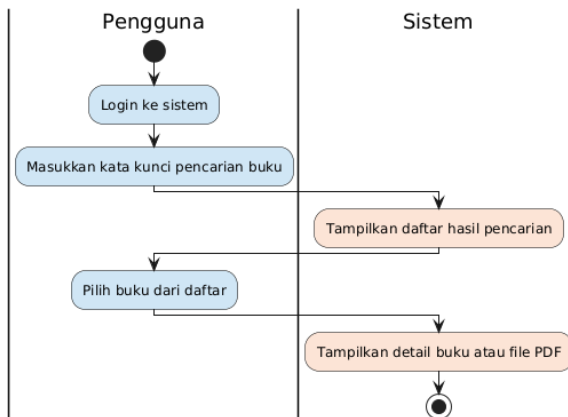 Pengguna
Sistem
Login ke sistem
Masukkan kata kunci pencarian buku
Tampilkan daftar hasil pencarian
Pilih buku dari daftar
Tampilkan detail buku atau file PDF